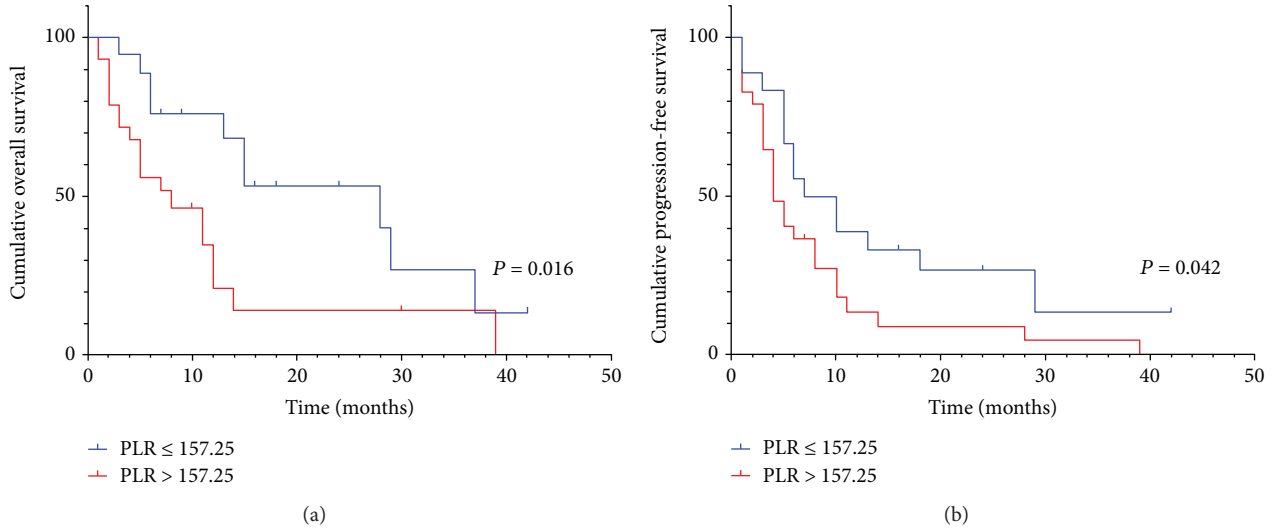 Cumulative overall survival
100
50
0
0 10 20 30 40 50
Time (months)
P = 0.016
PLR ≤ 157.25
PLR > 157.25
(a)
Cumulative progression-free survival
100
50
0
0 10 20 30 40 50
Time (months)
P = 0.042
PLR ≤ 157.25
PLR > 157.25
(b)